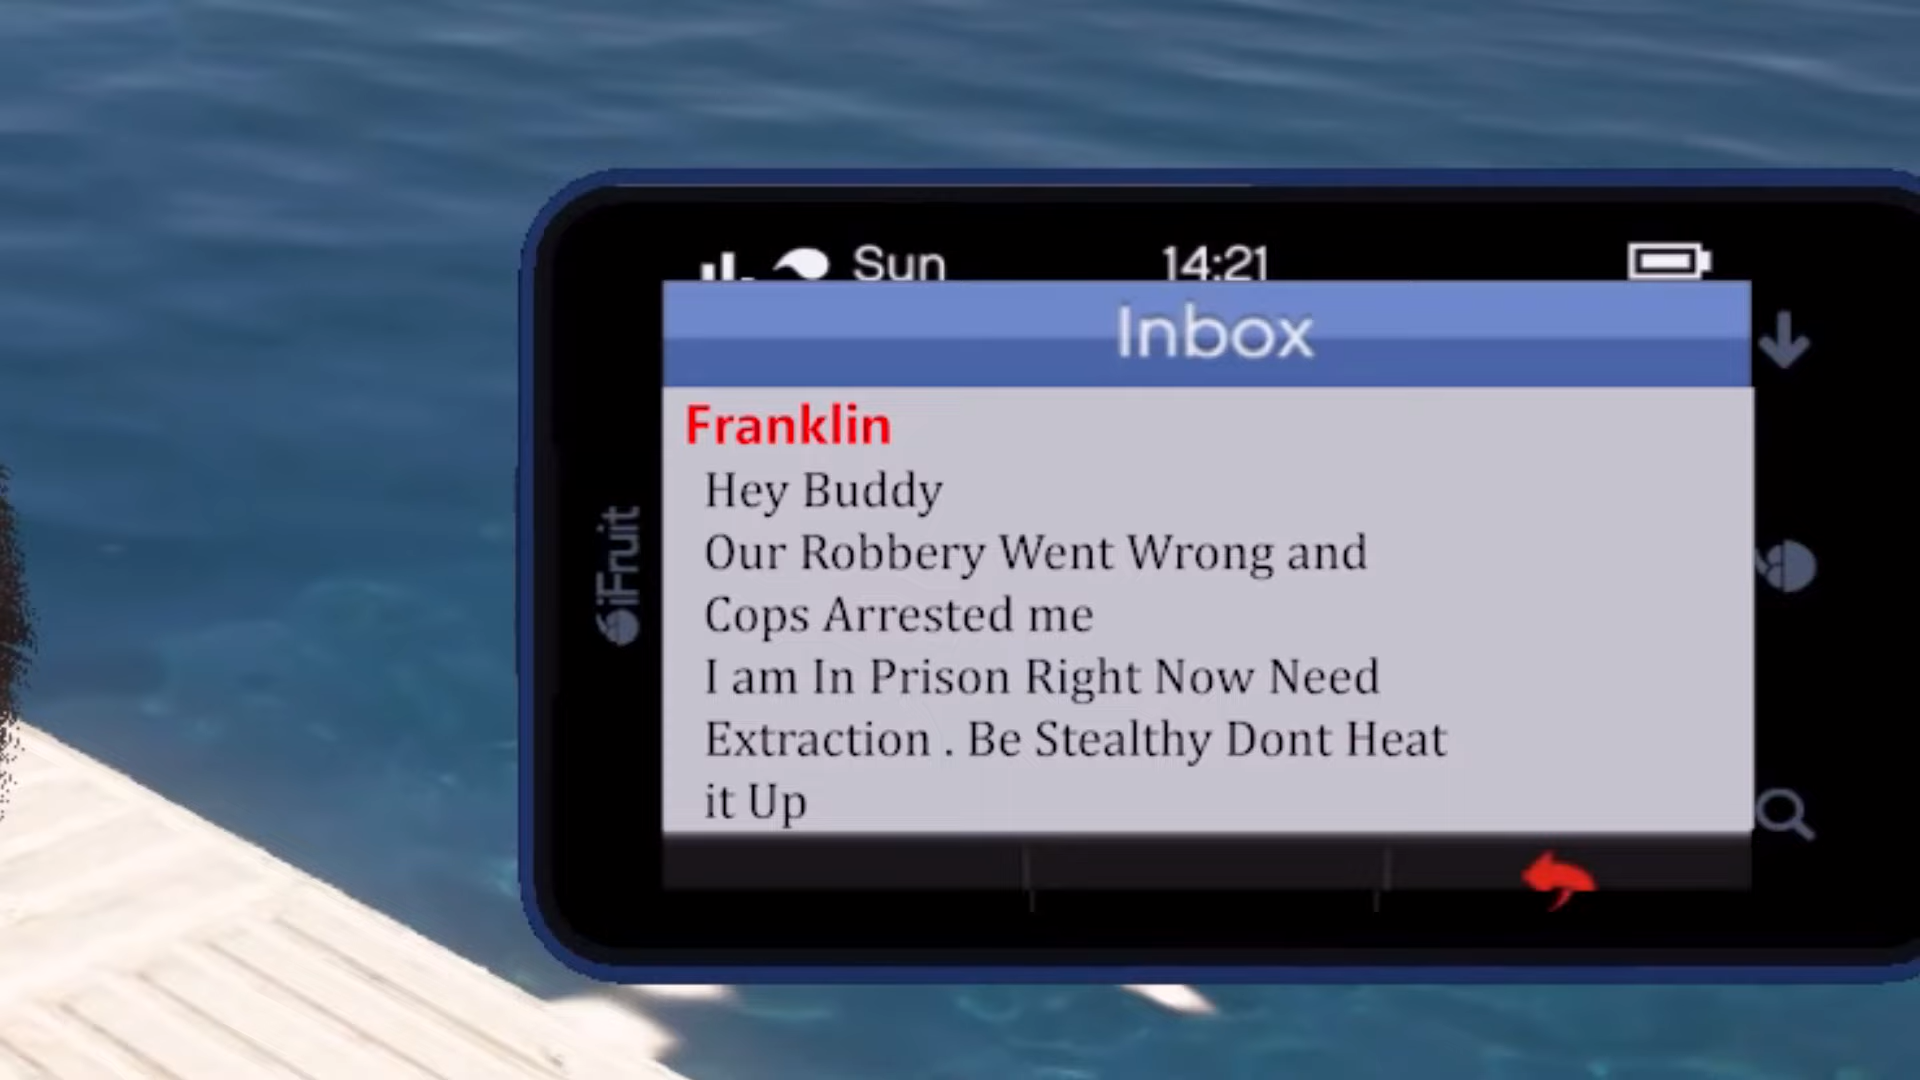 Sun 14:21
Inbox
Franklin
Hey Buddy
Our Robbery Went Wrong and
Cops Arrested me
I am In Prison Right Now Need
Extraction . Be Stealthy Dont Heat
it Up
iFruit